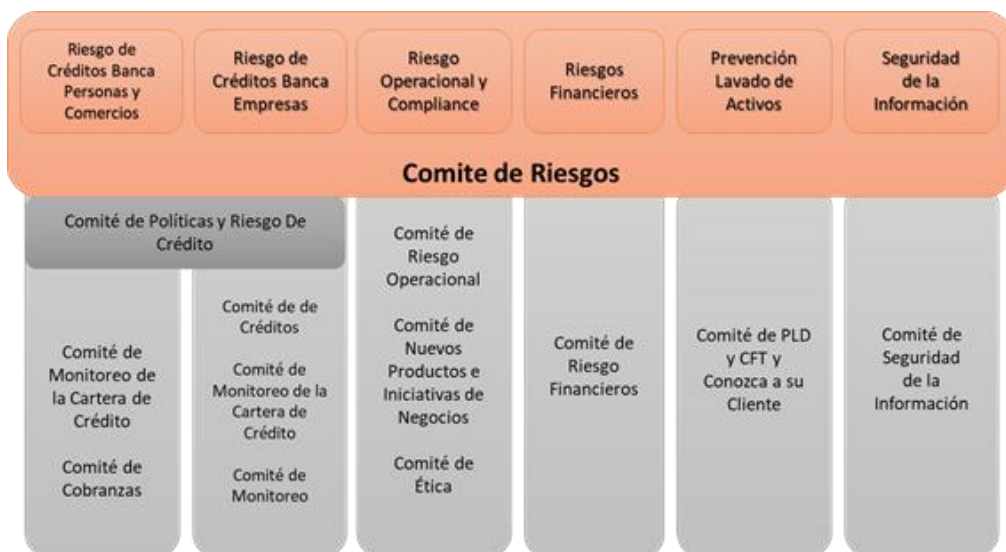 Riesgo de
Créditos Banca
Personas y
Comercios
Riesgo de
Créditos Banca
Empresas
Riesgo
Operacional y
Compliance
Riesgos
Financieros
Prevención
Lavado de
Activos
Seguridad
de la
Información
Comite de Riesgos
Comité de Políticas y Riesgo De
Crédito
Comité de
Monitoreo de
la Cartera de
Crédito
Comité de
Cobranzas
Comité de de
Créditos
Comité de
Monitoreo de la
Cartera de
Crédito
Comité de
Monitoreo
Comité de
Riesgo
Operacional
Comité de
Nuevos
Productos e
Iniciativas de
Negocios
Comité de
Ética
Comité de
Riesgo
Financieros
Comité de PLD
y CFT y
Conozca a su
Cliente
Comité de
Seguridad
de la
Información